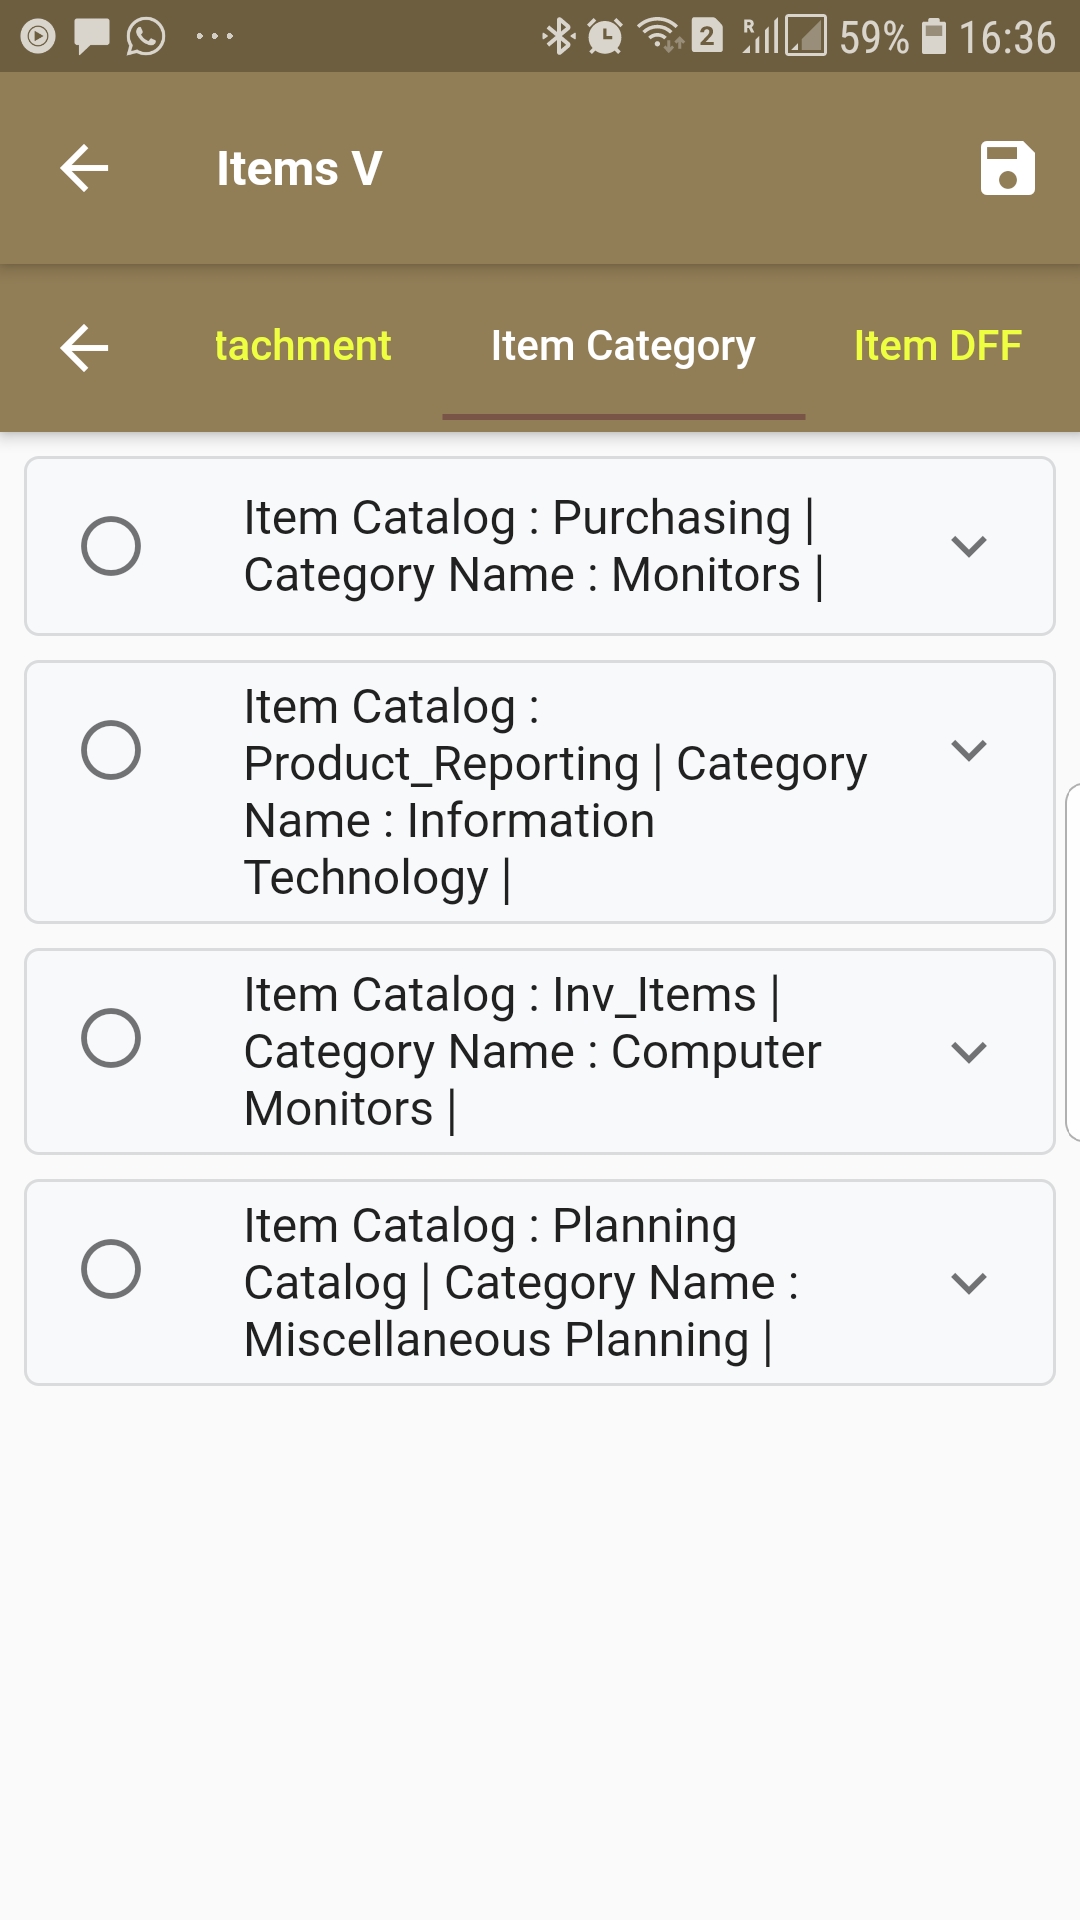 2 R 59% 16:36
Items V
tachment Item Category Item DFF
Item Catalog : Purchasing |
Category Name : Monitors |
Item Catalog :
Product_Reporting | Category
Name : Information
Technology |
Item Catalog : Inv_Items |
Category Name : Computer
Monitors |
Item Catalog : Planning
Catalog | Category Name :
Miscellaneous Planning |